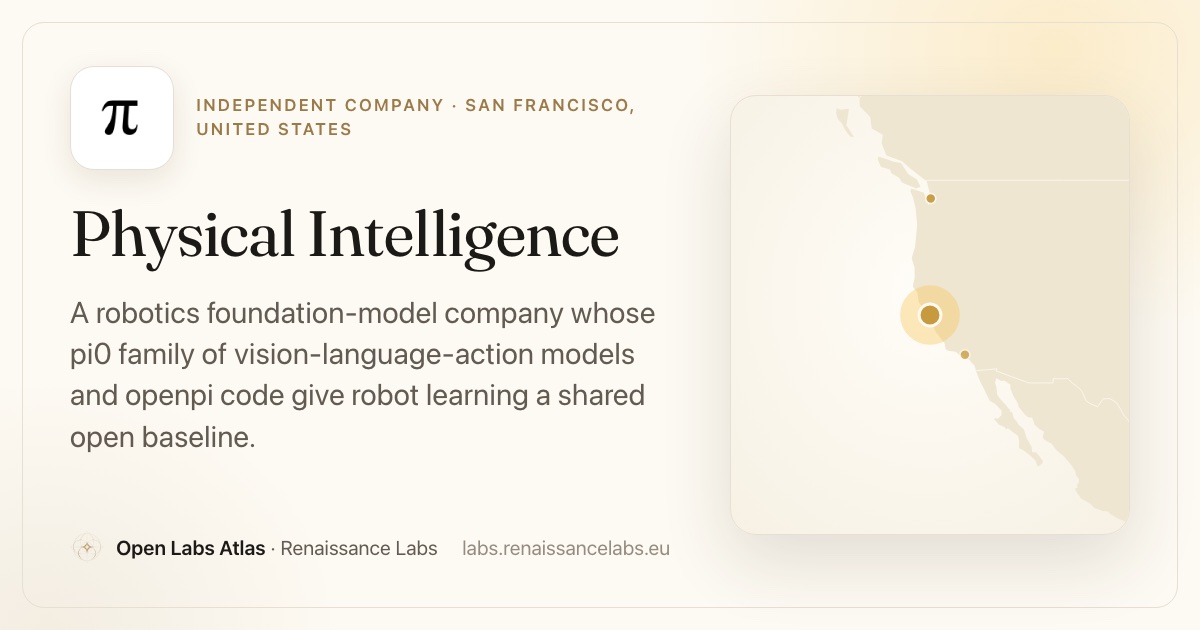 π
INDEPENDENT COMPANY · SAN FRANCISCO,
UNITED STATES
Physical Intelligence
A robotics foundation-model company whose
pi0 family of vision-language-action models
and openpi code give robot learning a shared
open baseline.
Open Labs Atlas · Renaissance Labs labs.renaissancelabs.eu